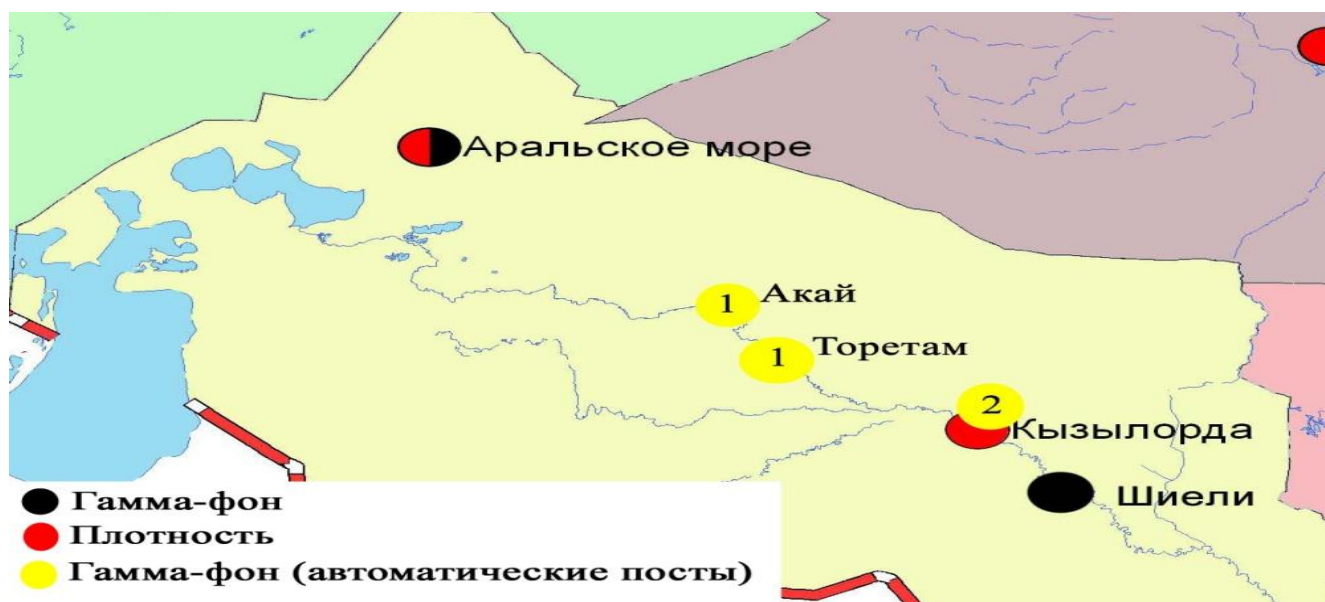 Аральское море
1 Акай
1 Торетам
2
Кызылорда
Шиели
Гамма-фон
Плотность
Гамма-фон (автоматические посты)